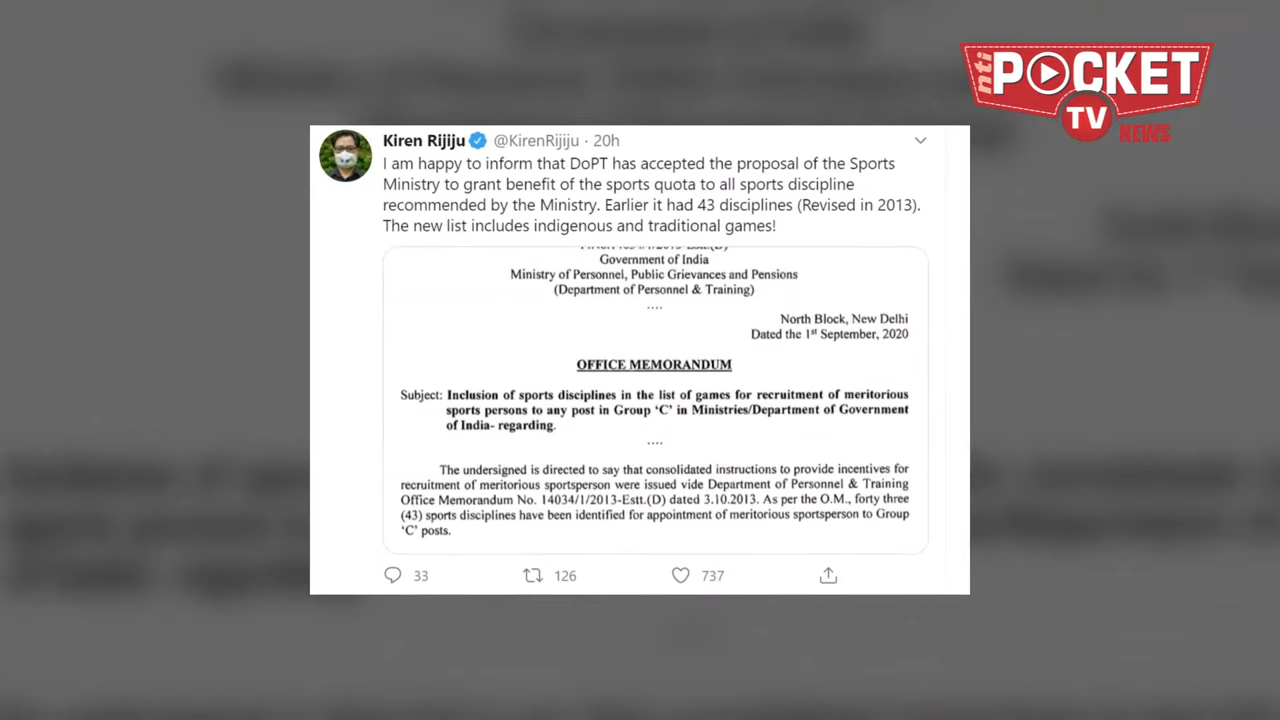 nti
POCKET
TV
NEWS
Kiren Rijiju @KirenRijiju · 20h
I am happy to inform that DoPT has accepted the proposal of the Sports
Ministry to grant benefit of the sports quota to all sports discipline
recommended by the Ministry. Earlier it had 43 disciplines (Revised in 2013).
The new list includes indigenous and traditional games!
Government of India
Ministry of Personnel, Public Grievances and Pensions
(Department of Personnel & Training)
....
North Block, New Delhi
Dated the 1st September, 2020
OFFICE MEMORANDUM
Subject: Inclusion of sports disciplines in the list of games for recruitment of meritorious
sports persons to any post in Group ‘C’ in Ministries/Department of Government
of India- regarding.
....
The undersigned is directed to say that consolidated instructions to provide incentives for
recruitment of meritorious sportsperson were issued vide Department of Personnel & Training
Office Memorandum No. 14034/1/2013-Estt.(D) dated 3.10.2013. As per the O.M., forty three
(43) sports disciplines have been identified for appointment of meritorious sportsperson to Group
‘C’ posts.
33 126 737